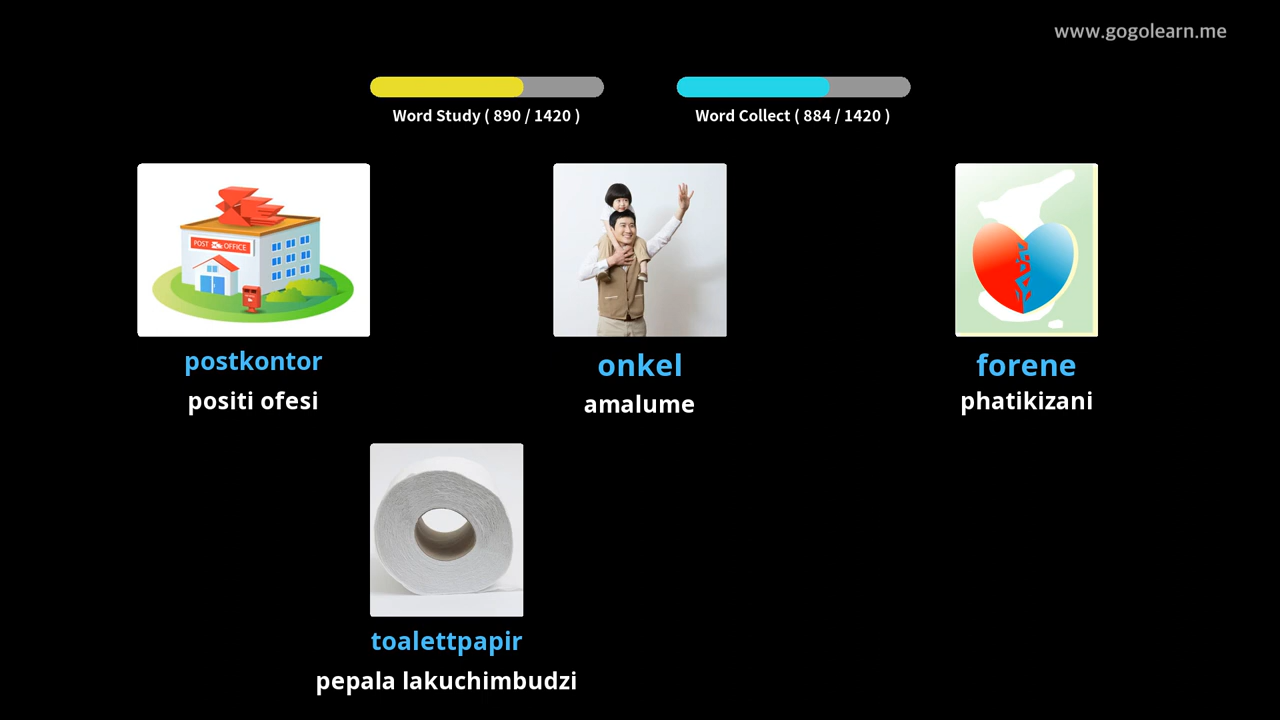 www.gogolearn.me
Word Study ( 890 / 1420 )
Word Collect ( 884 / 1420 )
POST OFFICE
postkontor
positi ofesi
onkel
amalume
forene
phatikizani
toalettpapir
pepala lakuchimbudzi